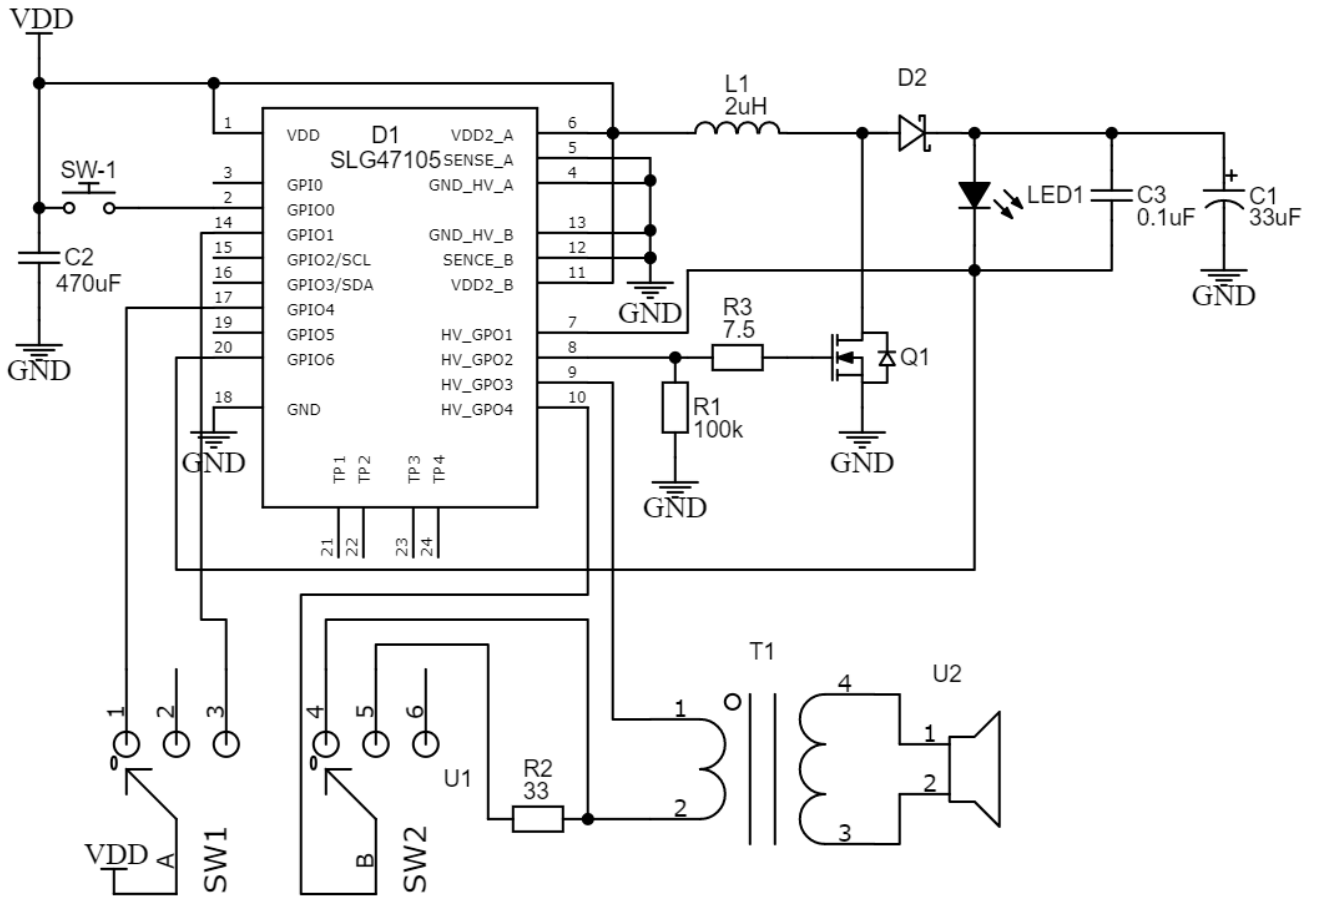 VDD
L1
2uH
D2
1
VDD
D1
SLG47105
VDD2_A
6
SENSE_A
5
SW-1
3
GPI0
GND_HV_A
4
2
GPIO0
LED1
C3
0.1uF
+
C1
33uF
14
GPIO1
GND_HV_B
13
C2
470uF
15
GPIO2/SCL
SENCE_B
12
16
GPIO3/SDA
VDD2_B
11
GND
GND
17
GPIO4
R3
7.5
19
GPIO5
HV_GPO1
7
GND
20
GPIO6
HV_GPO2
8
Q1
HV_GPO3
9
18
GND
HV_GPO4
10
R1
100k
GND
GND
TP1
TP2
TP3
TP4
GND
21
22
23
24
T1
U2
1
2
3
4
5
6
1
4
1
0
0
U1
R2
33
2
2
3
VDD
A
SW1
B
SW2